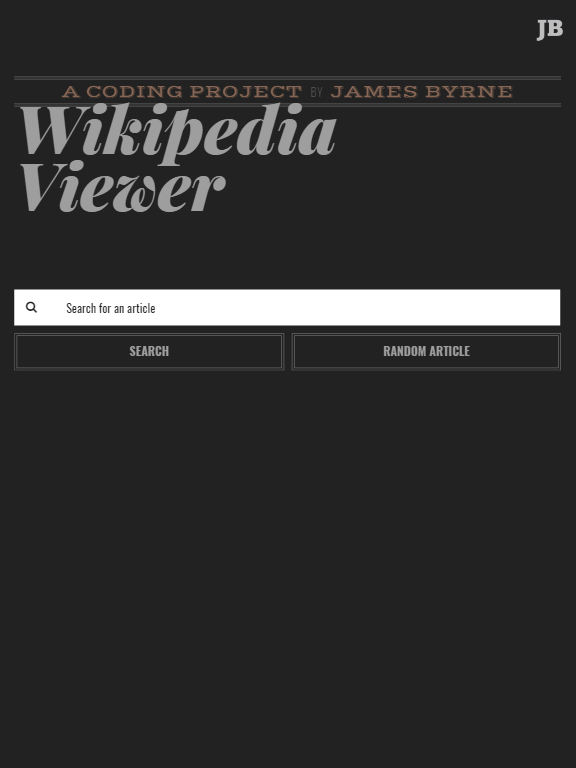 JB
A CODING PROJECT BY JAMES BYRNE
Wikipedia
Viewer
Search for an article
SEARCH
RANDOM ARTICLE